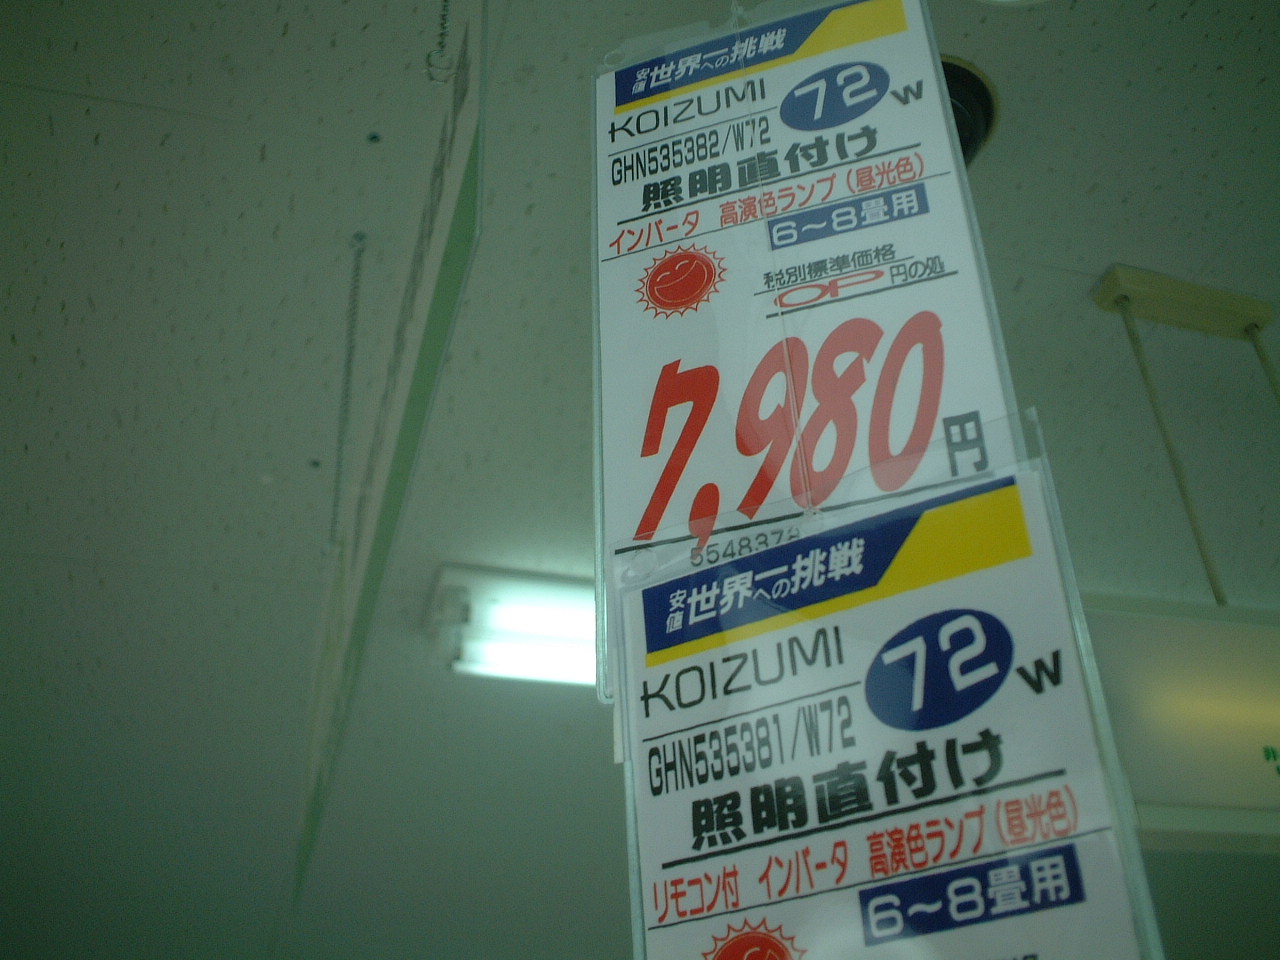 安値世界一への挑戦
KOIZUMI 72W
GHN535382/W72
照明直付け
インバータ 高演色ランプ(昼光色)
6～8畳用
税別標準価格
OP円の処
7,980円
5548378
安値世界一への挑戦
KOIZUMI 72W
GHN535381/W72
照明直付け
リモコン付 インバータ 高演色ランプ(昼光色)
6～8畳用